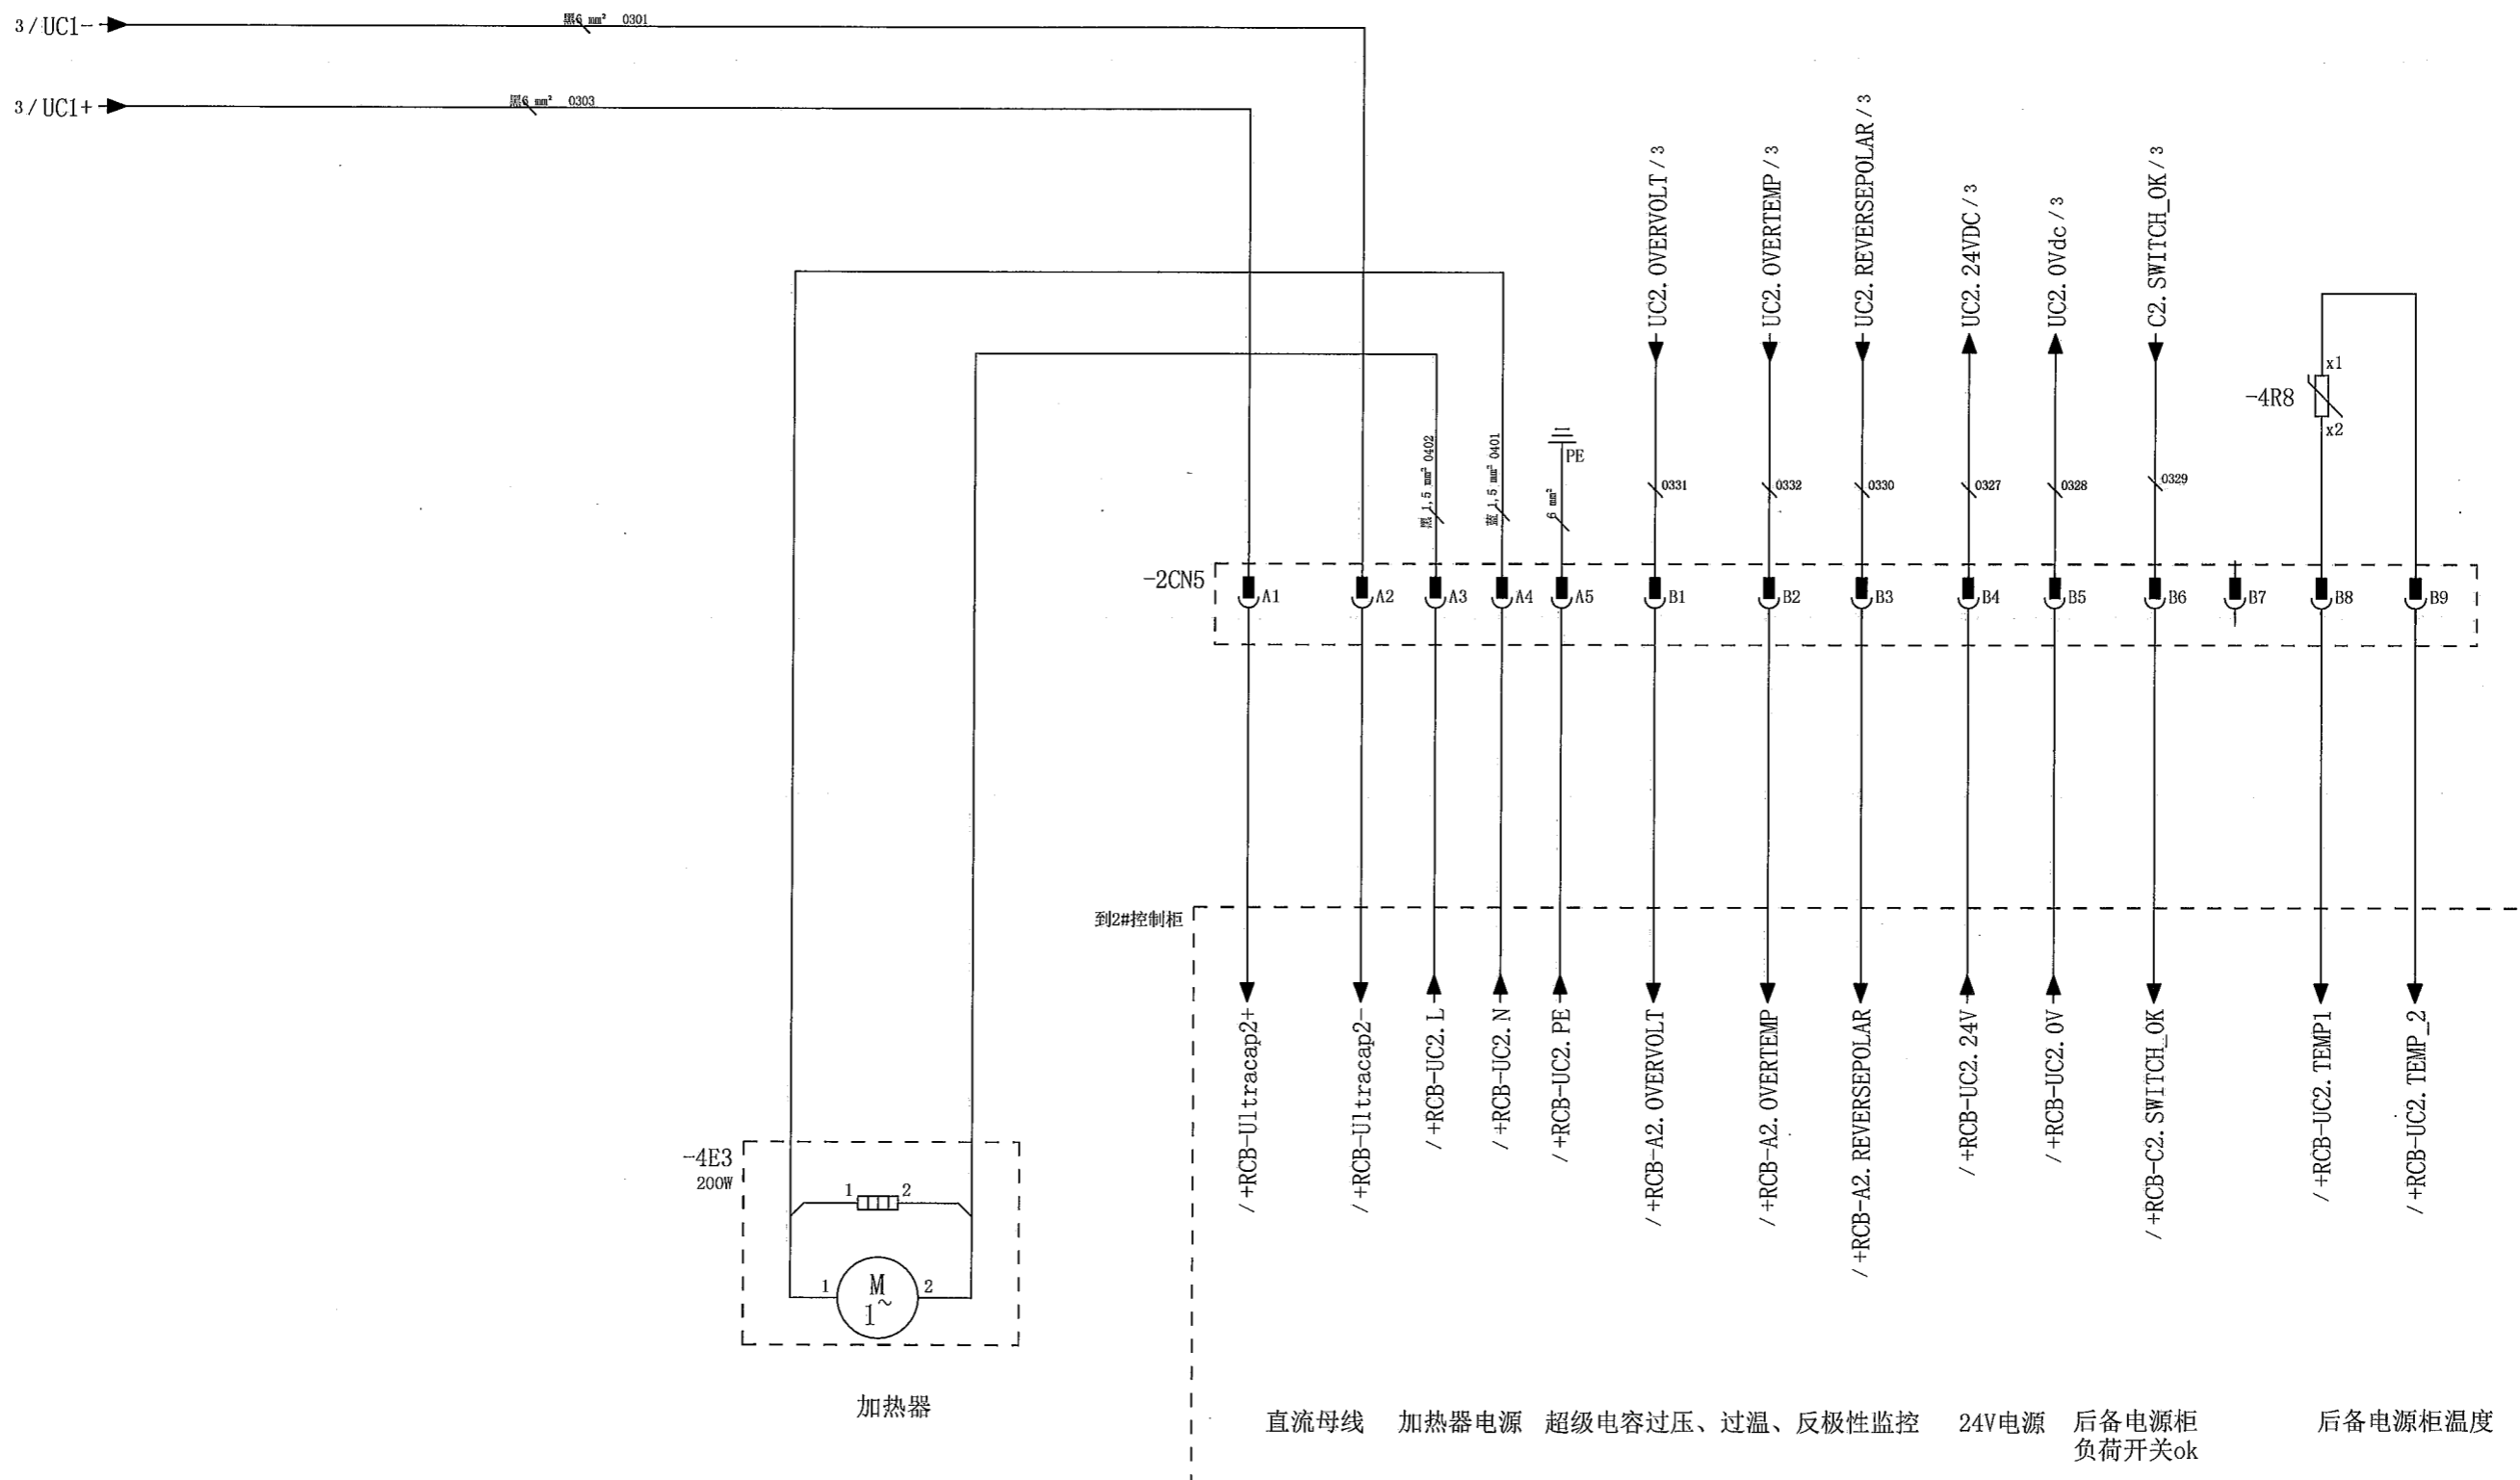 3/UC1-
黑6 mm² 0301
3/UC1+
黑6 mm² 0303
UC2.OVERVOLT/3
UC2.OVERTEMP/3
UC2.REVERSEPOLAR/3
UC2.24VDC/3
UC2.0Vdc/3
C2.SWITCH_OK/3
-4R8
x1
x2
黑 1,5 mm² 0402
蓝 1,5 mm² 0401
6 mm²
PE
0331
0332
0330
0327
0328
0329
-2CN5
A1
A2
A3
A4
A5
B1
B2
B3
B4
B5
B6
B7
B8
B9
到2#控制柜
/+RCB-Ultracap2+
/+RCB-Ultracap2-
/+RCB-UC2.L
/+RCB-UC2.N
/+RCB-UC2.PE
/+RCB-A2.OVERVOLT
/+RCB-A2.OVERTEMP
/+RCB-A2.REVERSEPOLAR
/+RCB-UC2.24V
/+RCB-UC2.0V
/+RCB-C2.SWITCH_OK
/+RCB-UC2.TEMP1
/+RCB-UC2.TEMP_2
-4E3
200W
1
2
1
M
1~
2
加热器
直流母线
加热器电源
超级电容过压、过温、反极性监控
24V电源
后备电源柜
负荷开关ok
后备电源柜温度